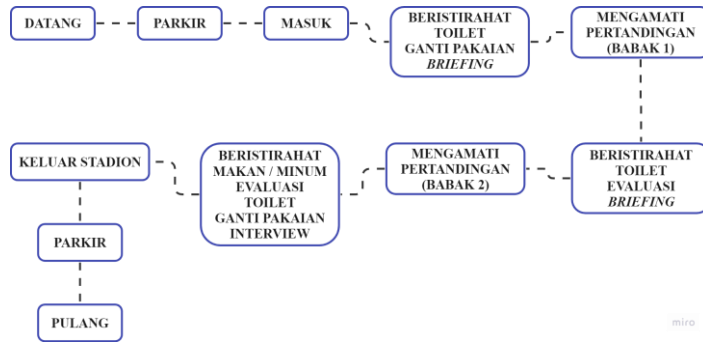 DATANG
PARKIR
MASUK
BERISTIRAHAT
TOILET
GANTI PAKAIAN
BRIEFING
MENGAMATI
PERTANDINGAN
(BABAK 1)
BERISTIRAHAT
TOILET
EVALUASI
BRIEFING
MENGAMATI
PERTANDINGAN
(BABAK 2)
BERISTIRAHAT
MAKAN / MINUM
EVALUASI
TOILET
GANTI PAKAIAN
INTERVIEW
KELUAR STADION
PARKIR
PULANG
miro